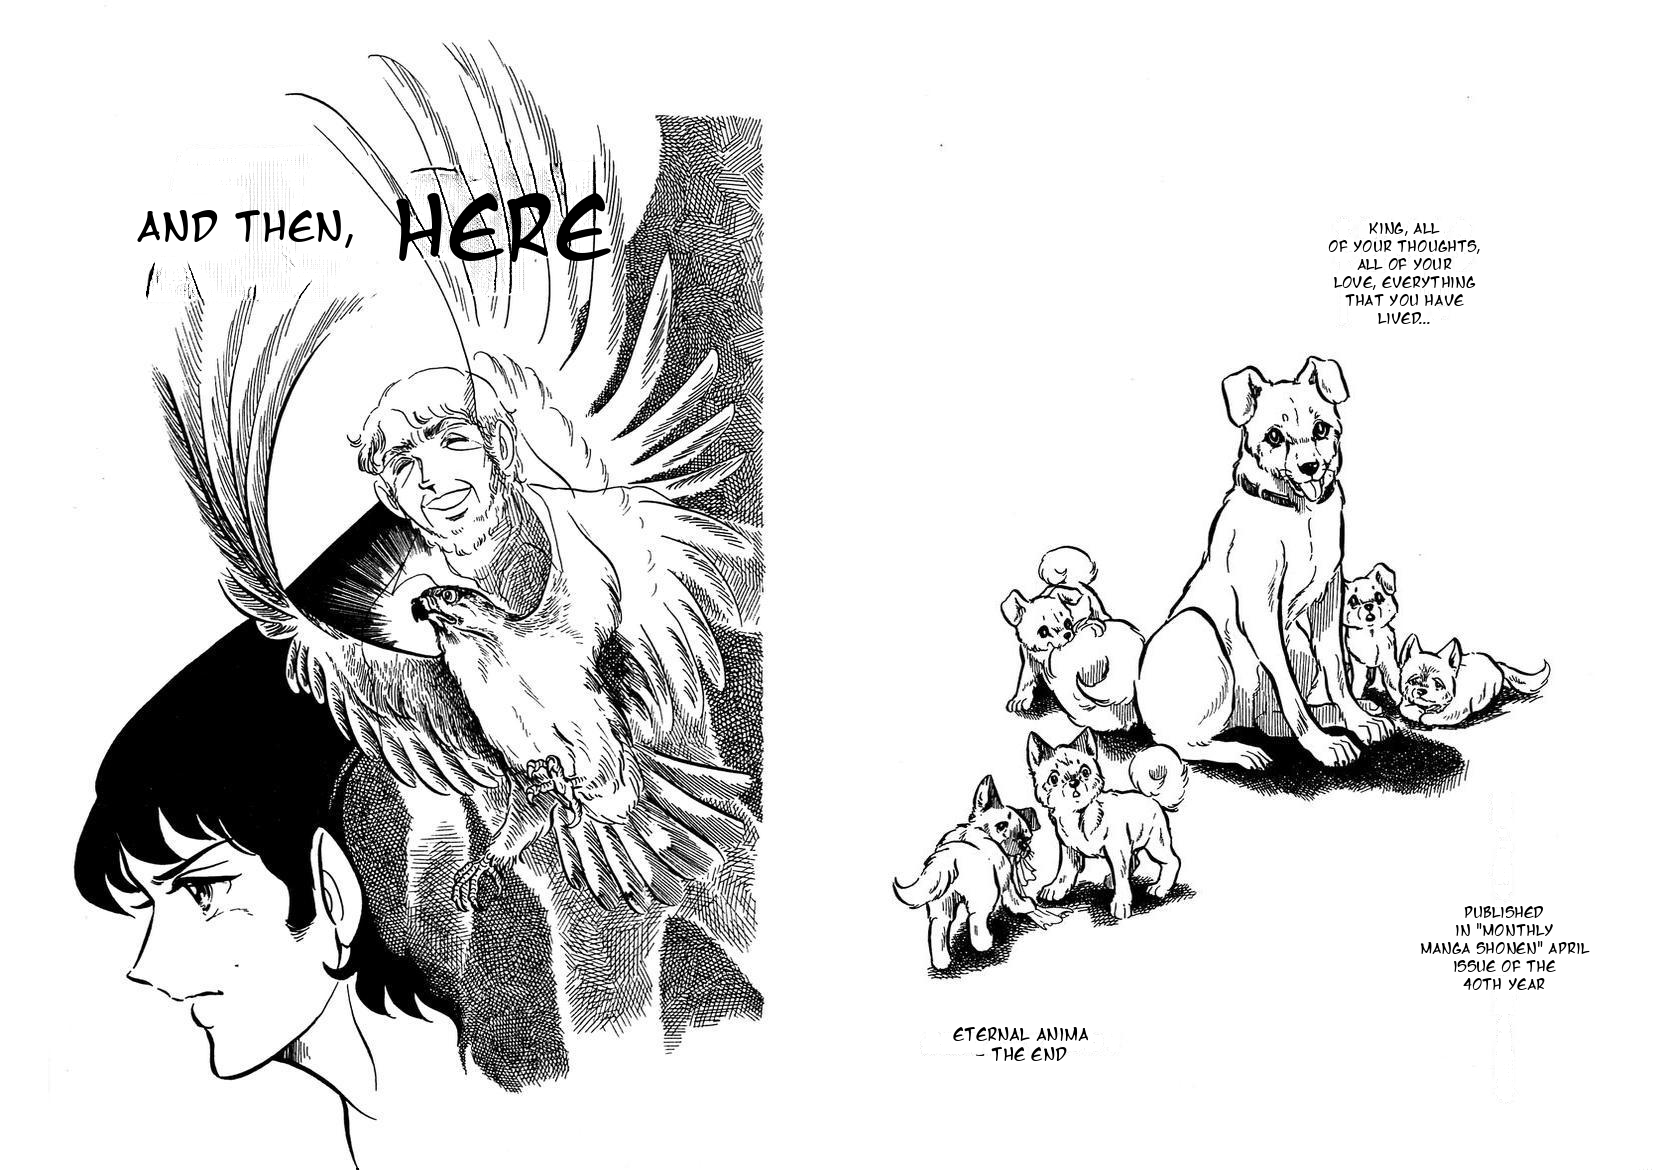 KING, ALL
OF YOUR THOUGHTS,
ALL OF YOUR
LOVE, EVERYTHING
THAT YOU HAVE
LIVED...
PUBLISHED
IN "MONTHLY
MANGA SHONEN" APRIL
ISSUE OF THE
40TH YEAR
ETERNAL ANIMA
- THE END
AND THEN, HERE